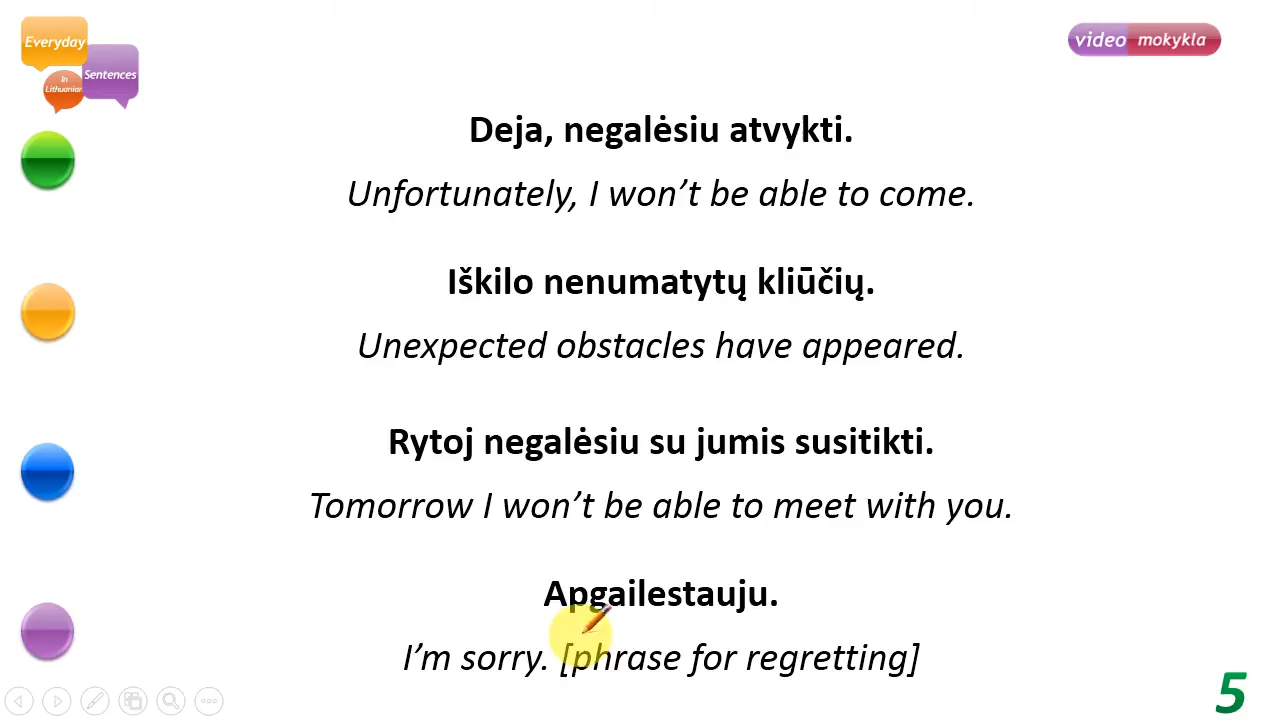 Everyday
Sentences
In
Lithuanian
video mokykla
Deja, negalėsiu atvykti.
Unfortunately, I won’t be able to come.
Iškilo nenumatytų kliūčių.
Unexpected obstacles have appeared.
Rytoj negalėsiu su jumis susitikti.
Tomorrow I won’t be able to meet with you.
Apgailestauju.
I’m sorry. [phrase for regretting]
5